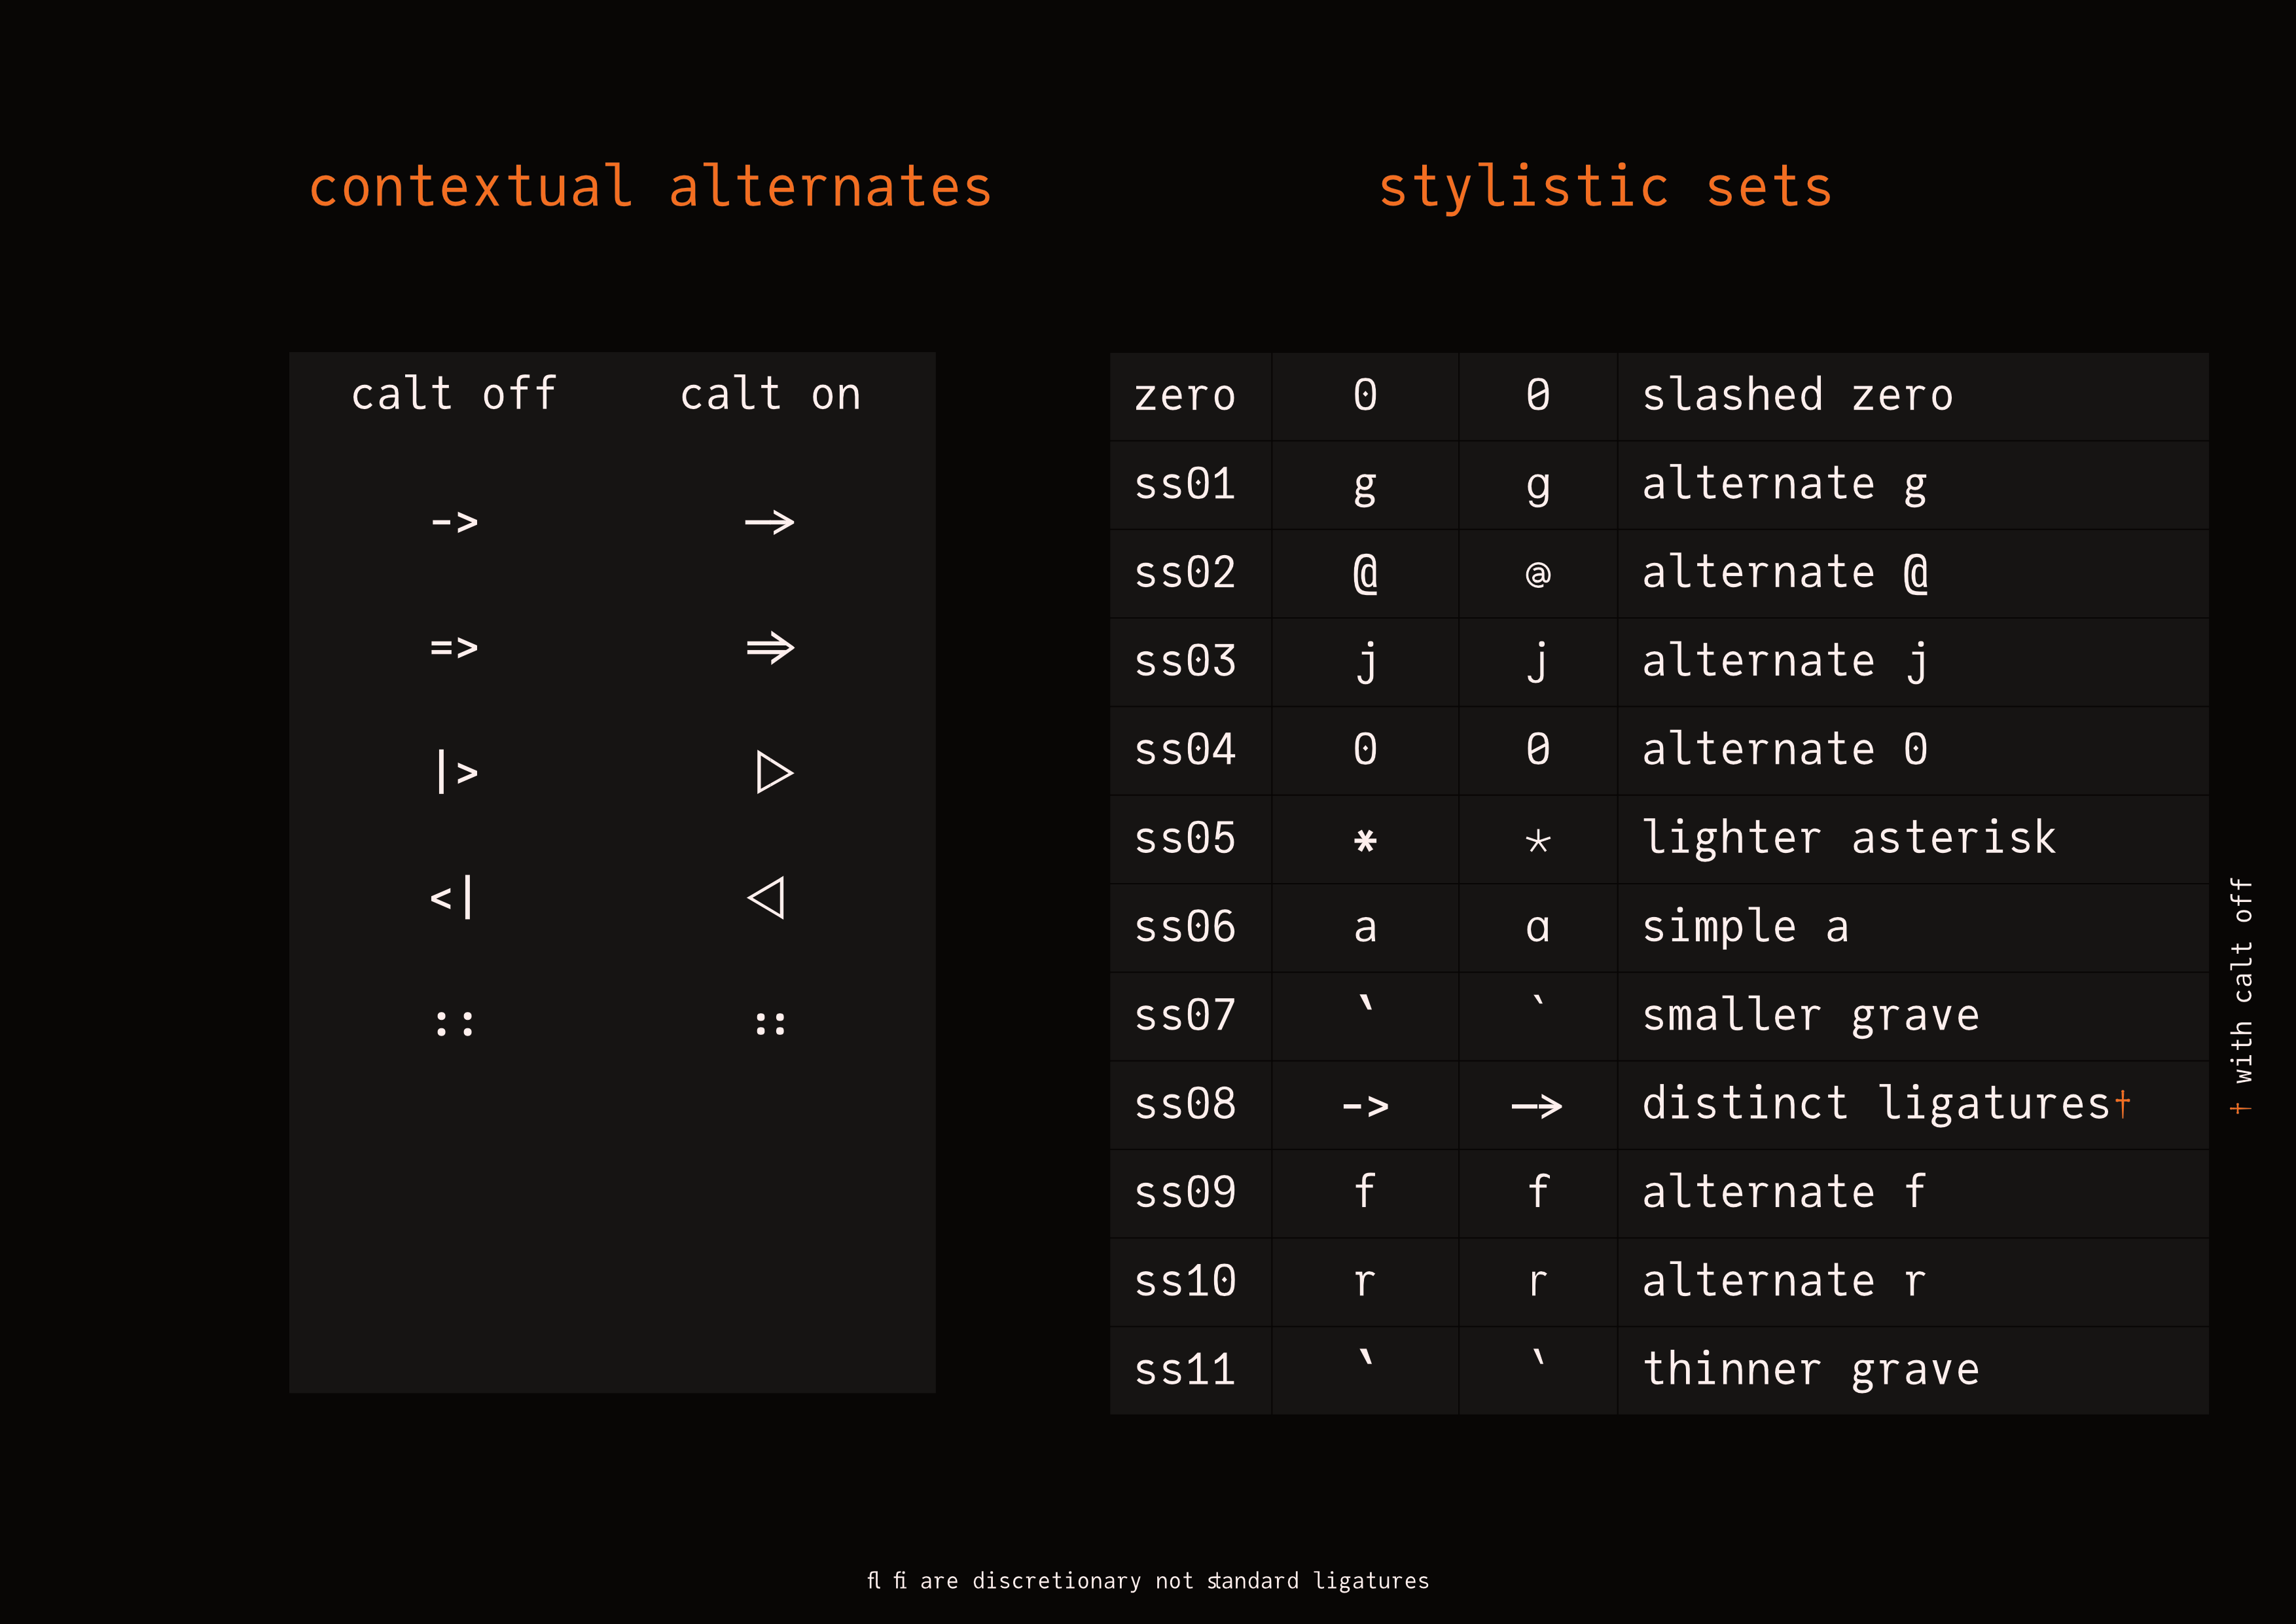 contextual alternates
calt off calt on
-> →
=> ⇒
|> ▷
<| ◁
:: ::
stylistic sets
zero 0 0 slashed zero
ss01 g g alternate g
ss02 @ @ alternate @
ss03 j j alternate j
ss04 0 0 alternate 0
ss05 * * lighter asterisk
ss06 a ɑ simple a
ss07 ` ` smaller grave
ss08 -> → distinct ligatures†
ss09 f f alternate f
ss10 r r alternate r
ss11 ` ` thinner grave
† with calt off
fl fi are discretionary not standard ligatures